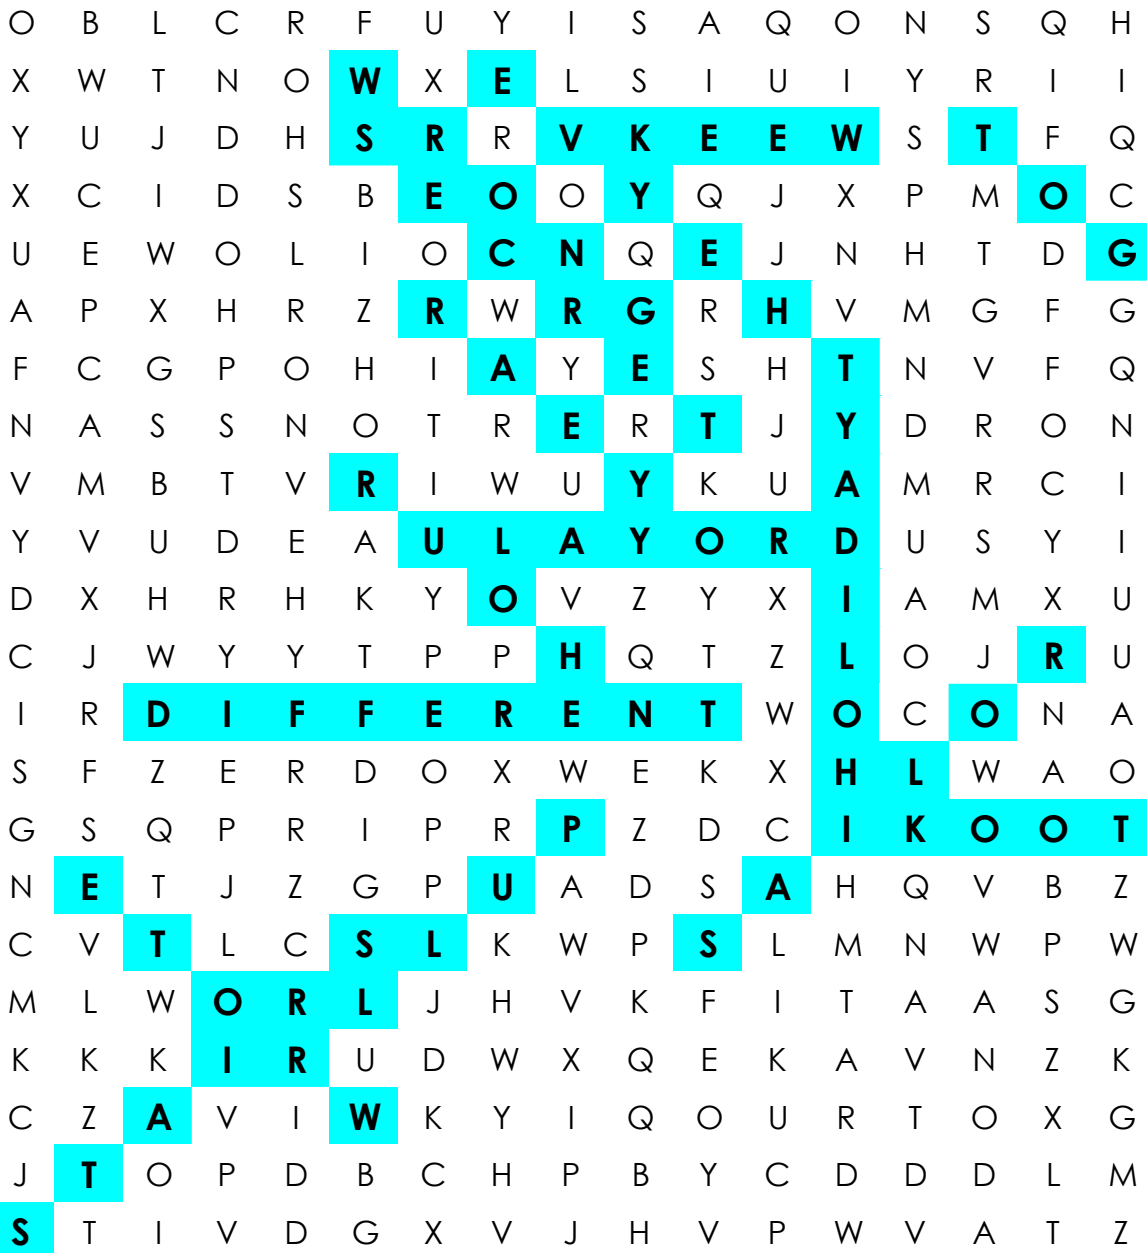 O B L C R F U Y I S A Q O N S Q H
X W T N O W X E L S I U I Y R I I
Y U J D H S R R V K E E W S T F Q
X C I D S B E O O Y Q J X P M O C
U E W O L I O C N Q E J N H T D G
A P X H R Z R W R G R H V M G F G
F C G P O H I A Y E S H T N V F Q
N A S S N O T R E R T J Y D R O N
V M B T V R I W U Y K U A M R C I
Y V U D E A U L A Y O R D U S Y I
D X H R H K Y O V Z Y X I A M X U
C J W Y Y T P P H Q T Z L O J R U
I R D I F F E R E N T W O C O N A
S F Z E R D O X W E K X H L W A O
G S Q P R I P R P Z D C I K O O T
N E T J Z G P U A D S A H Q V B Z
C V T L C S L K W P S L M N W P W
M L W O R L J H V K F I T A A S G
K K K I R U D W X Q E K A V N Z K
C Z A V I W K Y I Q O U R T O X G
J T O P D B C H P B Y C D D D L M
S T I V D G X V J H V P W V A T Z